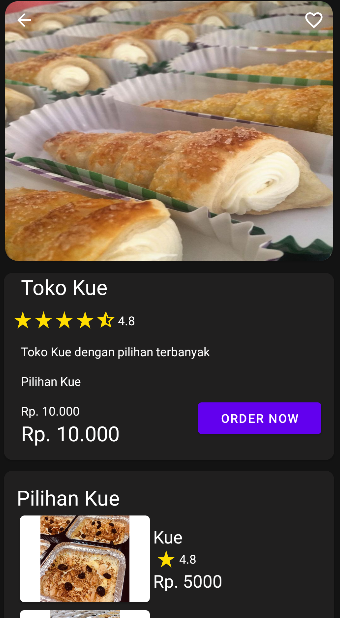 Toko Kue
4.8
Toko Kue dengan pilihan terbanyak
Pilihan Kue
Rp. 10.000
Rp. 10.000
ORDER NOW
Pilihan Kue
Kue
4.8
Rp. 5000